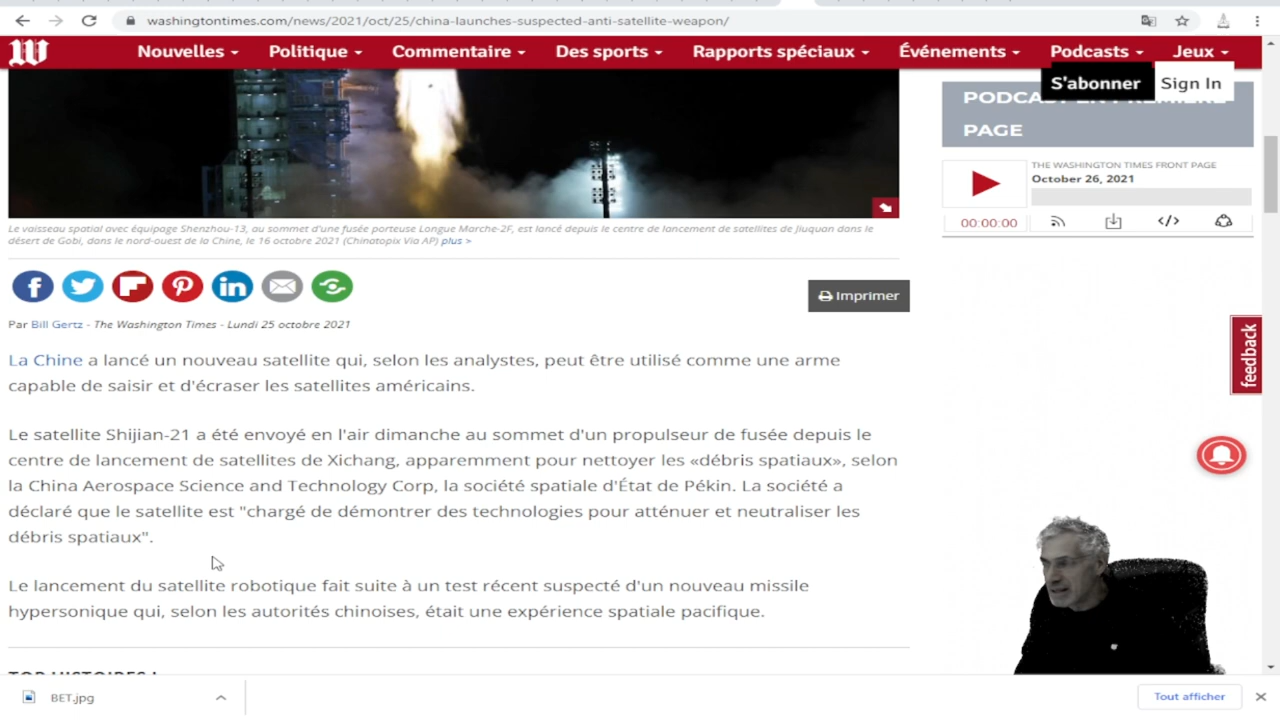 washingtontimes.com/news/2021/oct/25/china-launches-suspected-anti-satellite-weapon/
W
Nouvelles
Politique
Commentaire
Des sports
Rapports spéciaux
Événements
Podcasts
Jeux
S'abonner
Sign In
PAGE
THE WASHINGTON TIMES FRONT PAGE
October 26, 2021
00:00:00
Le vaisseau spatial avec équipage Shenzhou-13, au sommet d'une fusée porteuse Longue Marche-2F, est lancé depuis le centre de lancement de satellites de Jiuquan dans le
désert de Gobi, dans le nord-ouest de la Chine, le 16 octobre 2021 (Chinatopix Via AP) plus >
Imprimer
Par Bill Gertz - The Washington Times - Lundi 25 octobre 2021
La Chine a lancé un nouveau satellite qui, selon les analystes, peut être utilisé comme une arme
capable de saisir et d'écraser les satellites américains.
Le satellite Shijian-21 a été envoyé en l'air dimanche au sommet d'un propulseur de fusée depuis le
centre de lancement de satellites de Xichang, apparemment pour nettoyer les «débris spatiaux», selon
la China Aerospace Science and Technology Corp, la société spatiale d'État de Pékin. La société a
déclaré que le satellite est "chargé de démontrer des technologies pour atténuer et neutraliser les
débris spatiaux".
Le lancement du satellite robotique fait suite à un test récent suspecté d'un nouveau missile
hypersonique qui, selon les autorités chinoises, était une expérience spatiale pacifique.
feedback
BET.jpg
Tout afficher